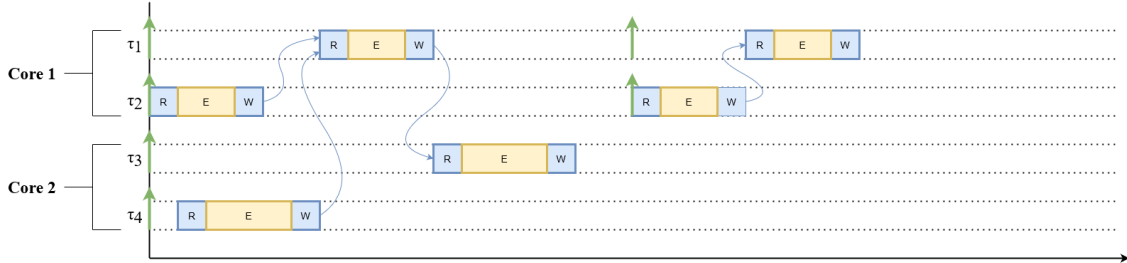 τ1 R E W R E W
Core 1
τ2 R E W R E W
τ3 R E W
Core 2
τ4 R E W